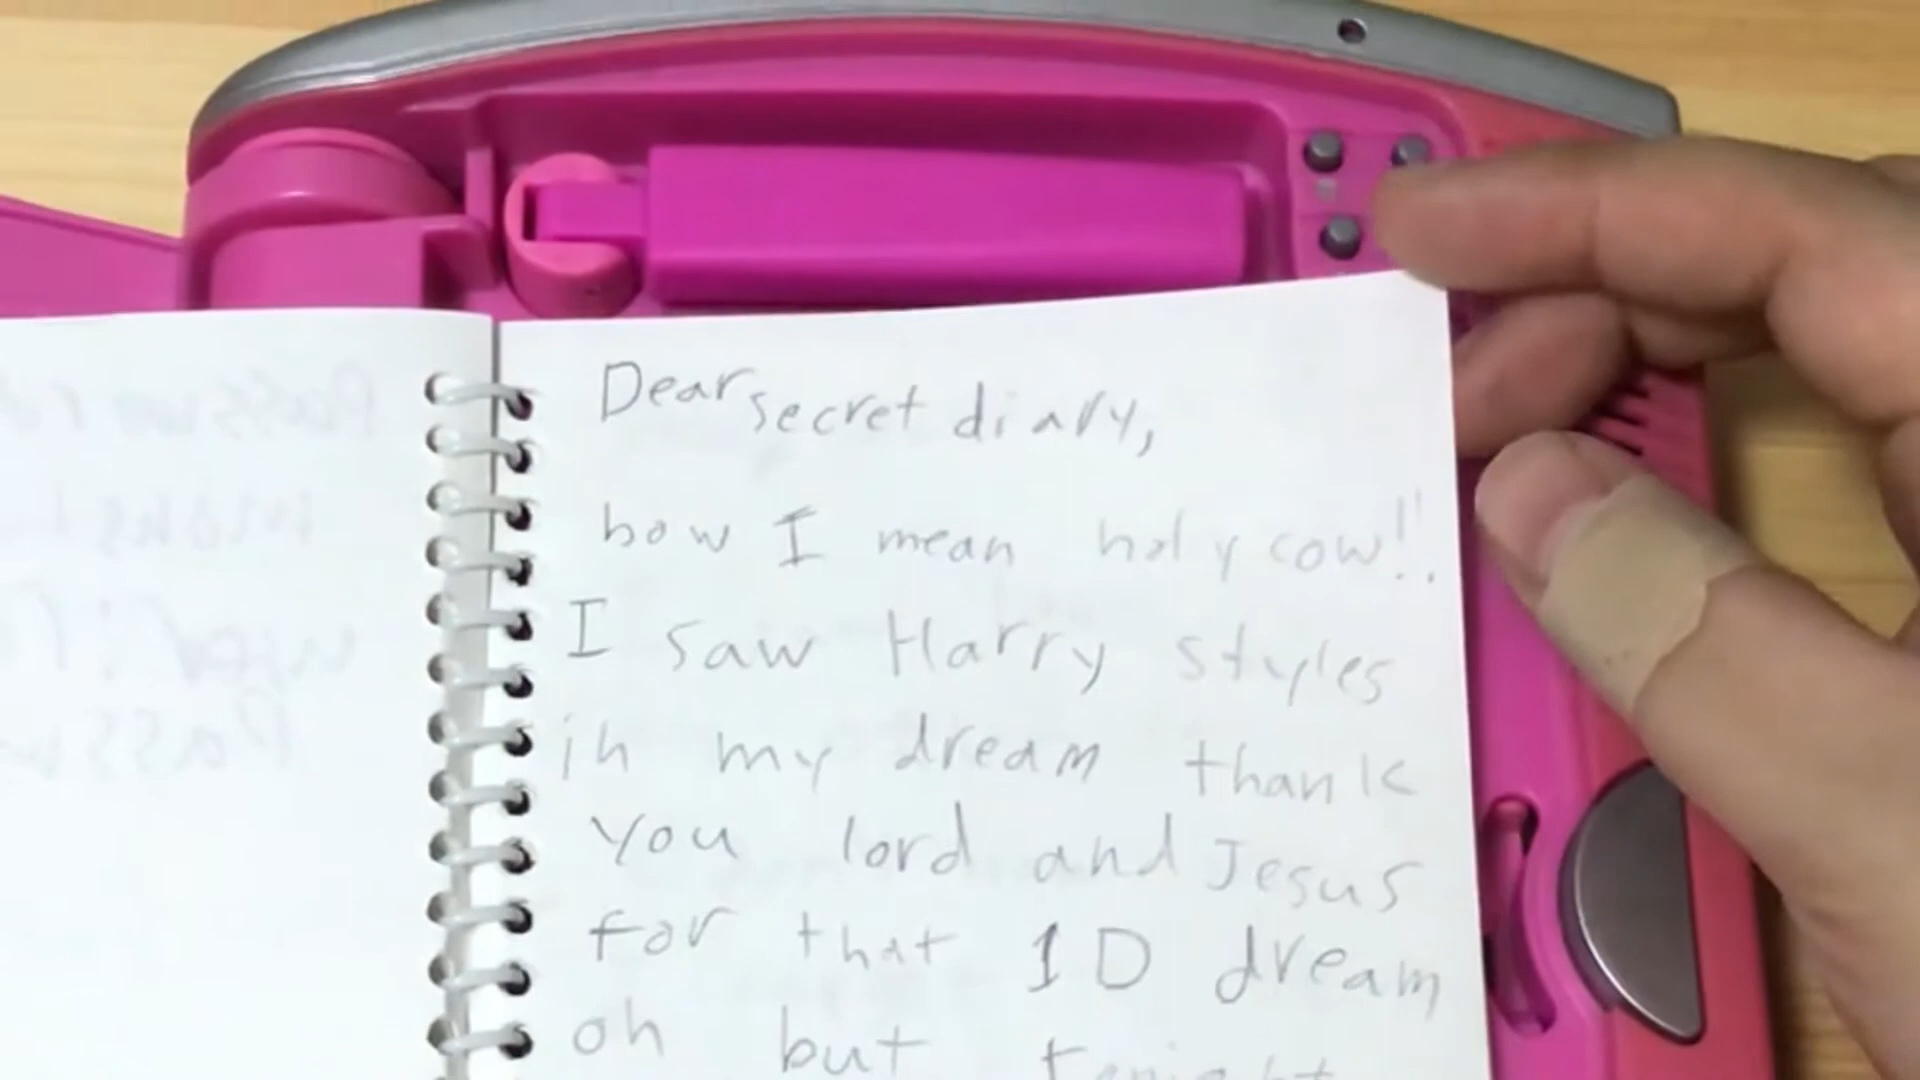 Dear secret diary,
how I mean holy cow!!
I saw Harry styles
in my dream thank
you lord and Jesus
for that 1D dream
oh but tonight